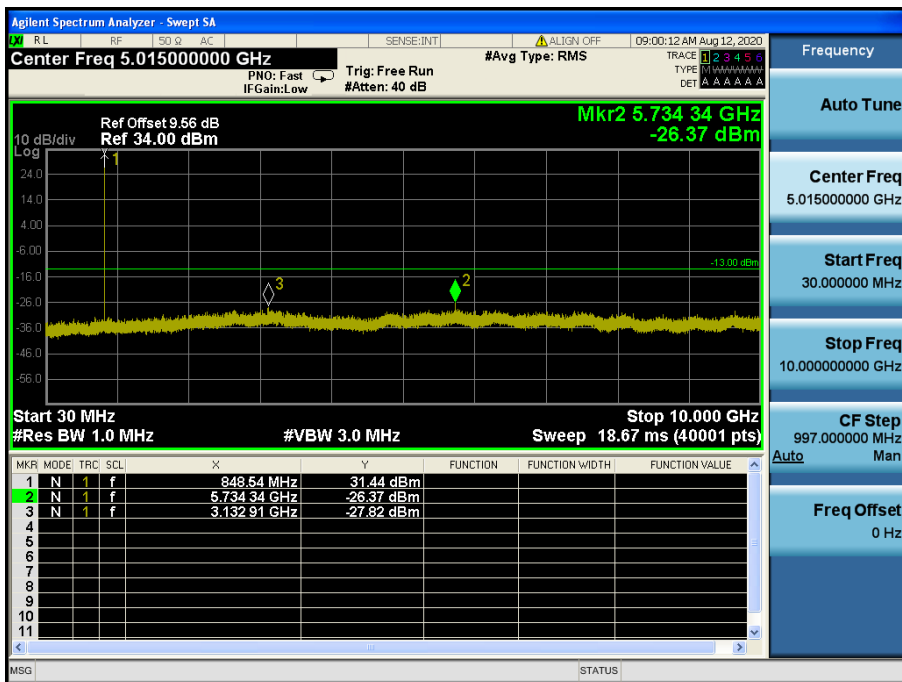 Agilent Spectrum Analyzer - Swept SA
LXI RL RF 50 Ω AC SENSE:INT ALIGN OFF 09:00:12 AM Aug 12, 2020
Center Freq 5.015000000 GHz
#Avg Type: RMS
TRACE 1 2 3 4 5 6
TYPE
DET A A A A A A
PNO: Fast
IFGain:Low
Trig: Free Run
#Atten: 40 dB
Mkr2 5.734 34 GHz
-26.37 dBm
Ref Offset 9.56 dB
Ref 34.00 dBm
10 dB/div
Log
1
24.0
14.0
4.00
-6.00
-13.00 dBm
-16.0
3
2
-26.0
-36.0
-46.0
-56.0
Start 30 MHz
Stop 10.000 GHz
#Res BW 1.0 MHz
#VBW 3.0 MHz
Sweep 18.67 ms (40001 pts)
MKR MODE TRC SCL X Y FUNCTION FUNCTION WIDTH FUNCTION VALUE
1 N 1 f 848.54 MHz 31.44 dBm
2 N 1 f 5.734 34 GHz -26.37 dBm
3 N 1 f 3.132 91 GHz -27.82 dBm
4
5
6
7
8
9
10
11
MSG
STATUS
Frequency
Auto Tune
Center Freq
5.015000000 GHz
Start Freq
30.000000 MHz
Stop Freq
10.000000000 GHz
CF Step
997.000000 MHz
Auto Man
Freq Offset
0 Hz